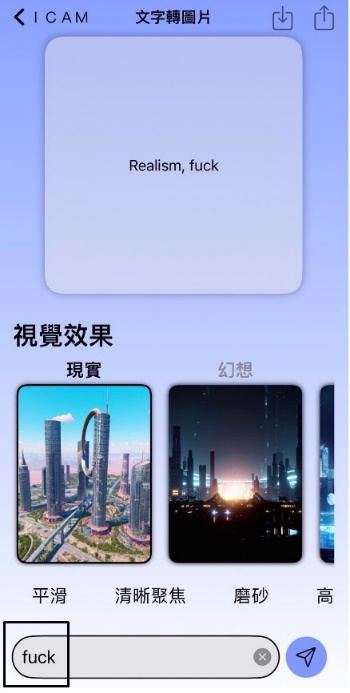 ICAM 文字轉圖片
Realism, fuck
視覺效果
現實 幻想
平滑 清晰聚焦 磨砂 高
fuck